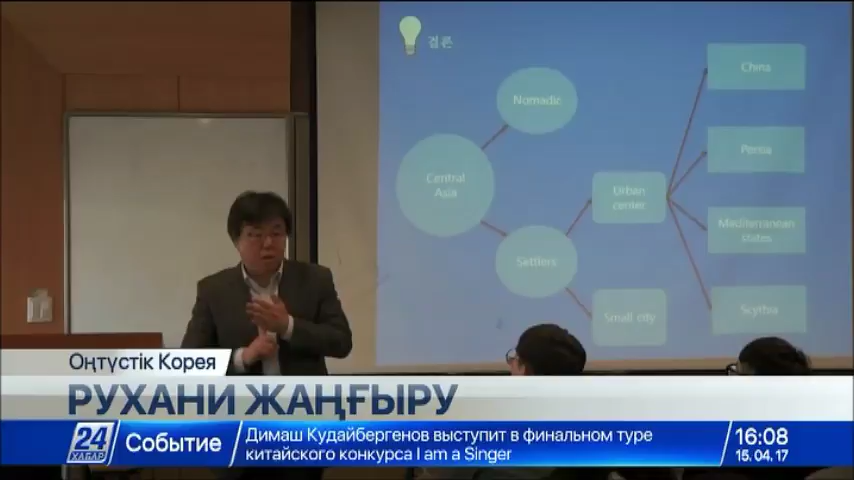 결론
Nomadic
Central
Asia
Settlers
Urban
center
Small city
China
Persia
Mediterranean
states
Scythia
Оңтүстік Корея
РУХАНИ ЖАҢҒЫРУ
24
ХАБАР
Событие
Димаш Кудайбергенов выступит в финальном туре
китайского конкурса I am a Singer
16:08
15.04.17